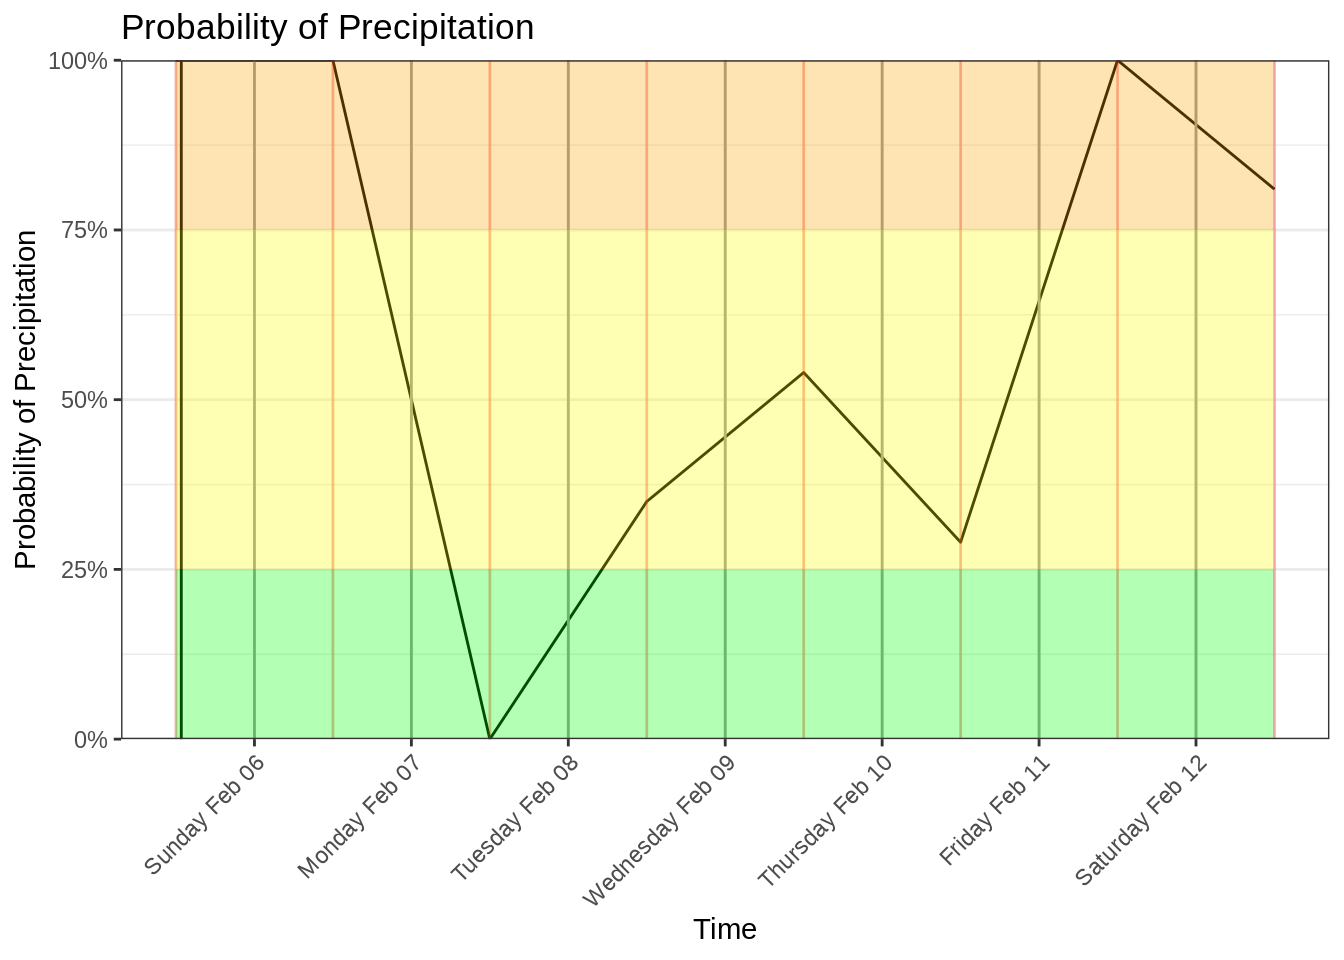 Probability of Precipitation
100%
75%
50%
25%
0%
Probability of Precipitation
Sunday Feb 06
Monday Feb 07
Tuesday Feb 08
Wednesday Feb 09
Thursday Feb 10
Friday Feb 11
Saturday Feb 12
Time